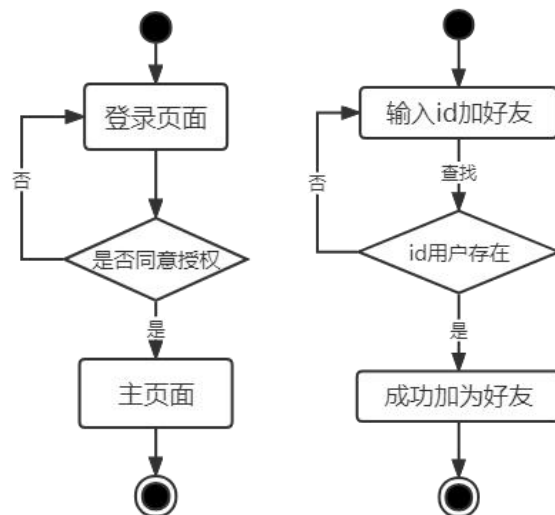 登录页面
否
是否同意授权
是
主页面
输入id加好友
查找
否
id用户存在
是
成功加为好友